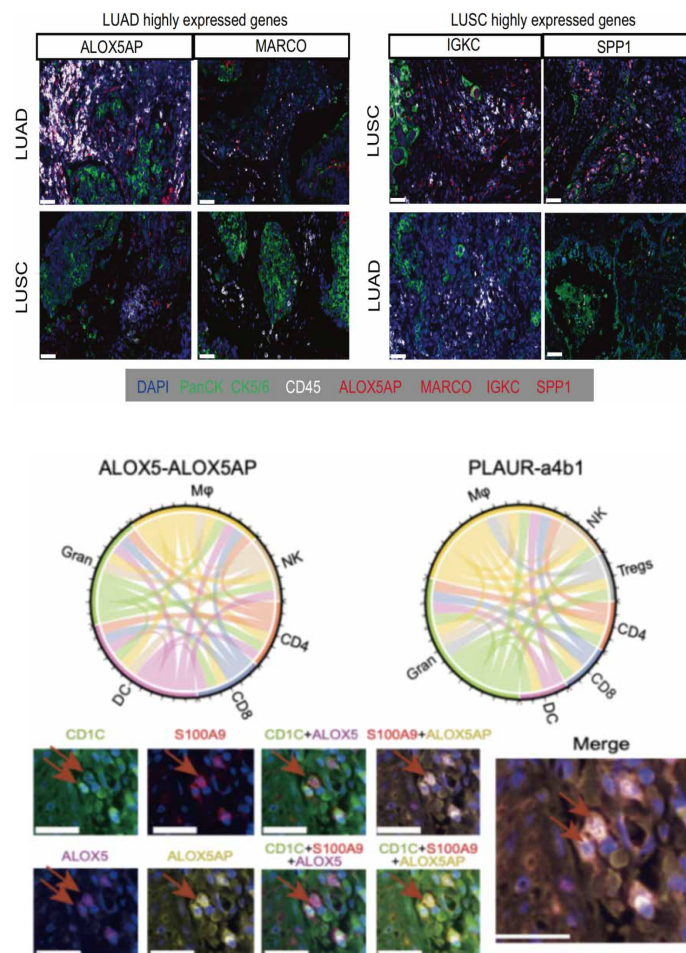 LUAD highly expressed genes
ALOX5AP
MARCO
LUSC highly expressed genes
IGKC
SPP1
LUAD
LUSC
LUSC
LUAD
DAPI PanCK CK5/6 CD45 ALOX5AP MARCO IGKC SPP1
ALOX5-ALOX5AP
Mφ
NK
CD4
CD8
DC
Gran
PLAUR-a4b1
Mφ
NK
Tregs
CD4
CD8
DC
Gran
CD1C
S100A9
CD1C+ALOX5
S100A9+ALOX5AP
Merge
ALOX5
ALOX5AP
CD1C+S100A9
+ALOX5
CD1C+S100A9
+ALOX5AP